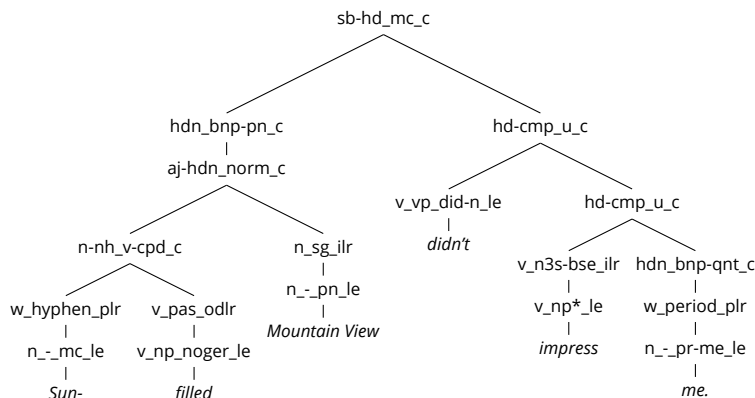 sb-hd_mc_c
hdn_bnp-pn_c hd-cmp_u_c
aj-hdn_norm_c
v_vp_did-n_le hd-cmp_u_c
didn't
n-nh_v-cpd_c n_sg_ilr
v_n3s-bse_ilr hdn_bnp-qnt_c
n_-_pn_le
w_hyphen_plr v_pas_odlr v_np*_le w_period_plr
Mountain View
n_-_mc_le v_np_noger_le impress n_-_pr-me_le
Sun- filled me.